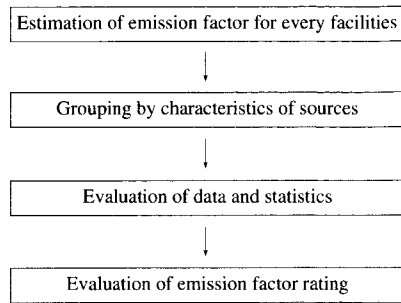 Estimation of emission factor for every facilities
Grouping by characteristics of sources
Evaluation of data and statistics
Evaluation of emission factor rating